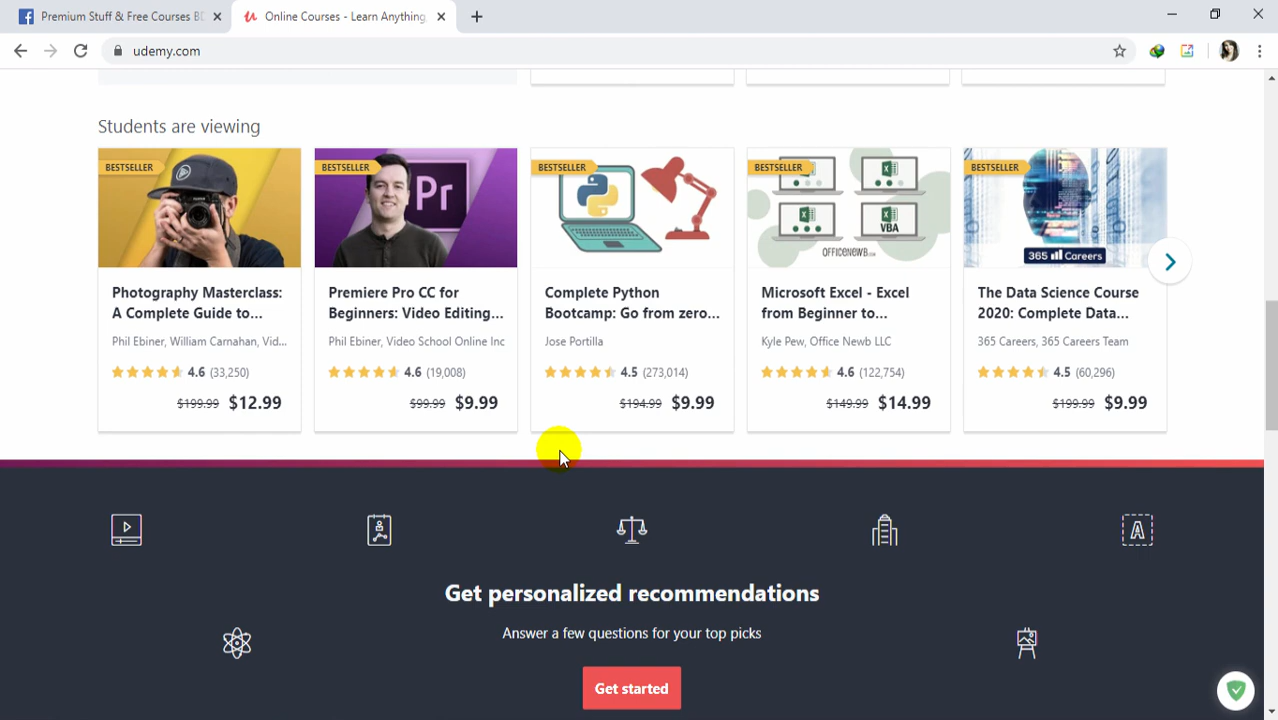 Premium Stuff & Free Courses BD
Online Courses - Learn Anything,
udemy.com
Students are viewing
BESTSELLER
BESTSELLER
Pr
BESTSELLER
BESTSELLER
VBA
OFFICENEWB.COM
BESTSELLER
365 Careers
Photography Masterclass:
A Complete Guide to...
Phil Ebiner, William Carnahan, Vid...
4.6 (33,250)
$199.99 $12.99
Premiere Pro CC for
Beginners: Video Editing...
Phil Ebiner, Video School Online Inc
4.6 (19,008)
$99.99 $9.99
Complete Python
Bootcamp: Go from zero...
Jose Portilla
4.5 (273,014)
$194.99 $9.99
Microsoft Excel - Excel
from Beginner to...
Kyle Pew, Office Newb LLC
4.6 (122,754)
$149.99 $14.99
The Data Science Course
2020: Complete Data...
365 Careers, 365 Careers Team
4.5 (60,296)
$199.99 $9.99
Get personalized recommendations
Answer a few questions for your top picks
Get started